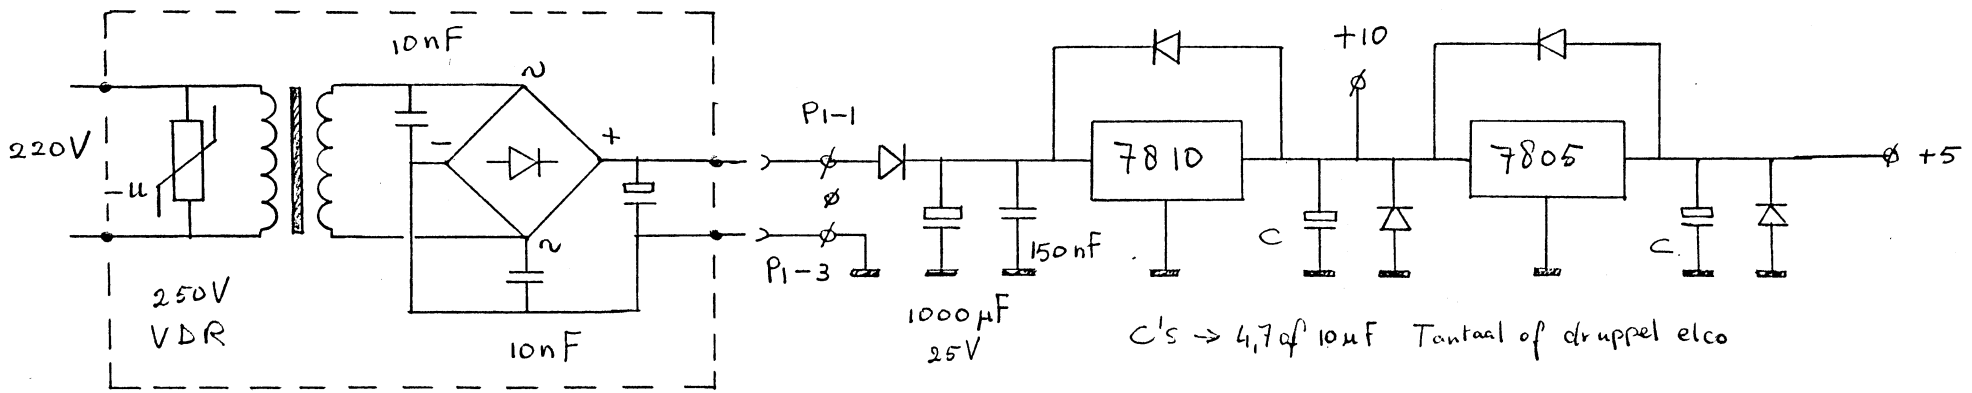 10nF
~
+10
P1-1
220V
-u
-
+
7810
7805
+5
~
C
150nF
C
P1-3
250V
VDR
10nF
1000µF
25V
C's → 4,7 of 10µF Tantaal of druppel elco